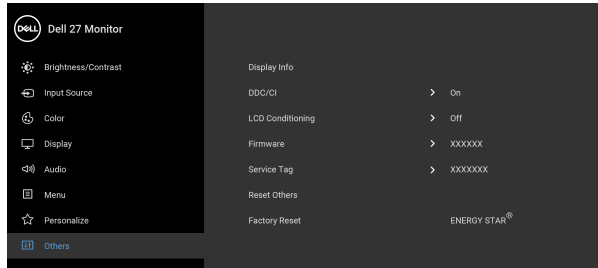 DELL Dell 27 Monitor
Brightness/Contrast Display Info
Input Source DDC/CI On
Color LCD Conditioning Off
Display Firmware XXXXXX
Audio Service Tag XXXXXXX
Menu Reset Others
Personalize Factory Reset ENERGY STAR®
Others